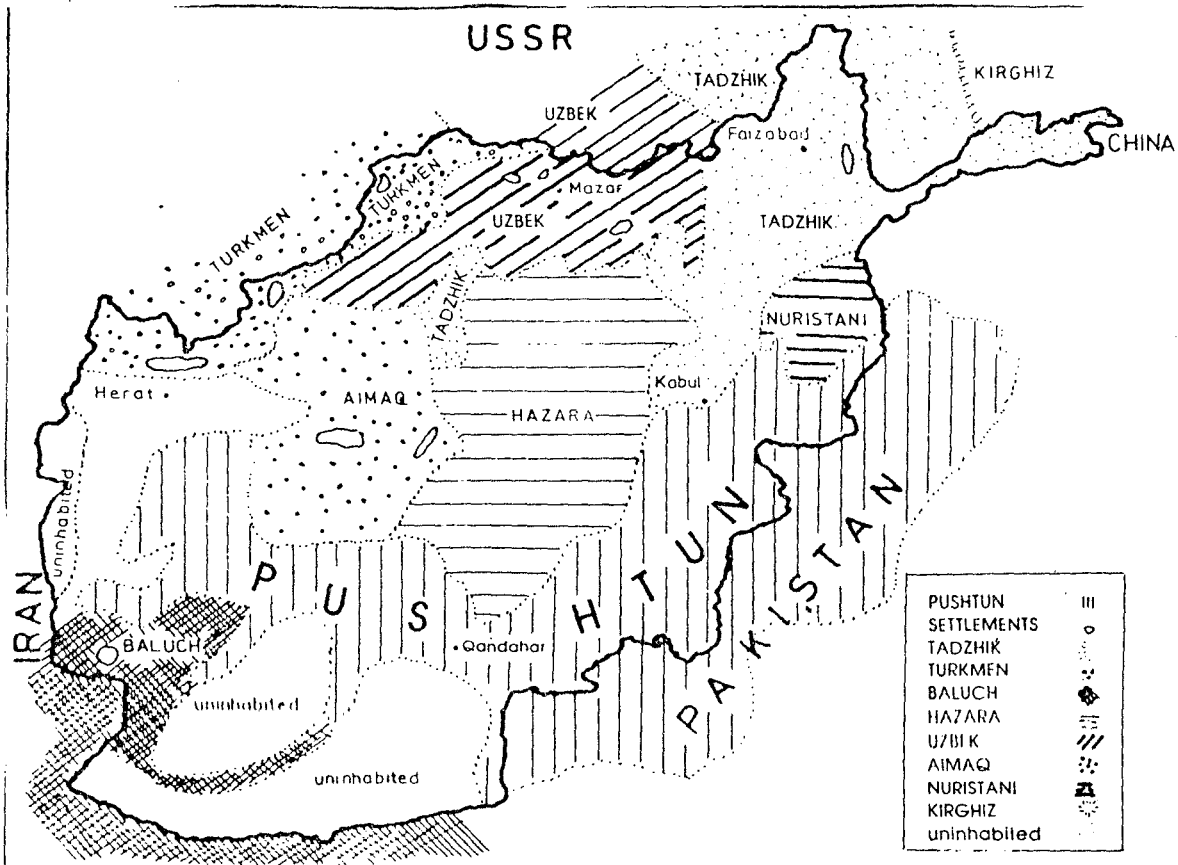 USSR
TADZHIK
KIRGHIZ
UZBEK
Faizabad
CHINA
TURKMEN
Mazar
TURKMEN
UZBEK
TADZHIK
TADZHIK
NURISTANI
Herat
AIMAQ
Kabul
HAZARA
uninhabited
PUSHTUN
PAKISTAN
IRAN
BALUCH
Qandahar
uninhabited
uninhabited
PUSHTUN
SETTLEMENTS
TADZHIK
TURKMEN
BALUCH
HAZARA
UZBEK
AIMAQ
NURISTANI
KIRGHIZ
uninhabited